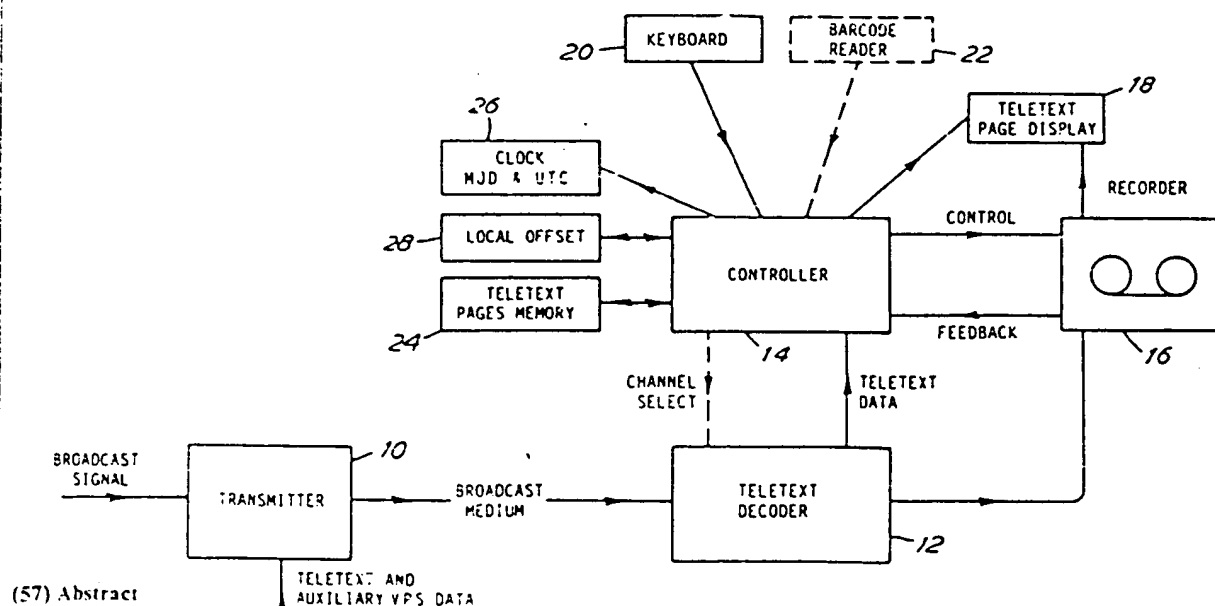 KEYBOARD
20
BARCODE
READER
22
TELETEXT
PAGE DISPLAY
18
26
CLOCK
MJD & UTC
RECORDER
28
LOCAL OFFSET
CONTROL
CONTROLLER
TELETEXT
PAGES MEMORY
24
FEEDBACK
14
16
CHANNEL
SELECT
TELETEXT
DATA
10
BROADCAST
SIGNAL
TRANSMITTER
BROADCAST
MEDIUM
TELETEXT
DECODER
12
(57) Abstract
TELETEXT AND
AUXILIARY VPS DATA